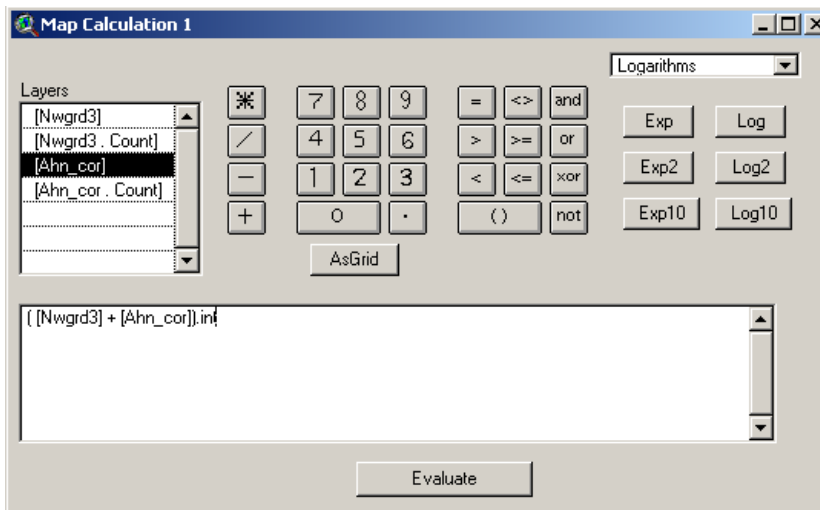 Map Calculation 1
Logarithms
Layers
[Nwgrd3]
[Nwgrd3 . Count]
[Ahn_cor]
[Ahn_cor . Count]
* 7 8 9 = <> and
/ 4 5 6 > >= or
- 1 2 3 < <= xor
+ 0 . ( ) not
AsGrid
Exp Log
Exp2 Log2
Exp10 Log10
( [Nwgrd3] + [Ahn_cor]).int
Evaluate